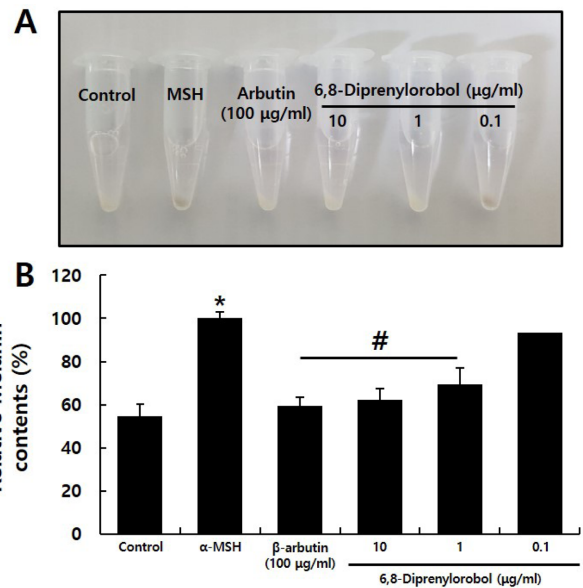 A
Control
MSH
Arbutin
(100 μg/ml)
6,8-Diprenylorobol (μg/ml)
10
1
0.1
B
120
100
80
60
40
20
0
contents (%)
*
#
Control
α-MSH
β-arbutin
(100 μg/ml)
10
1
0.1
6,8-Diprenylorobol (μg/ml)